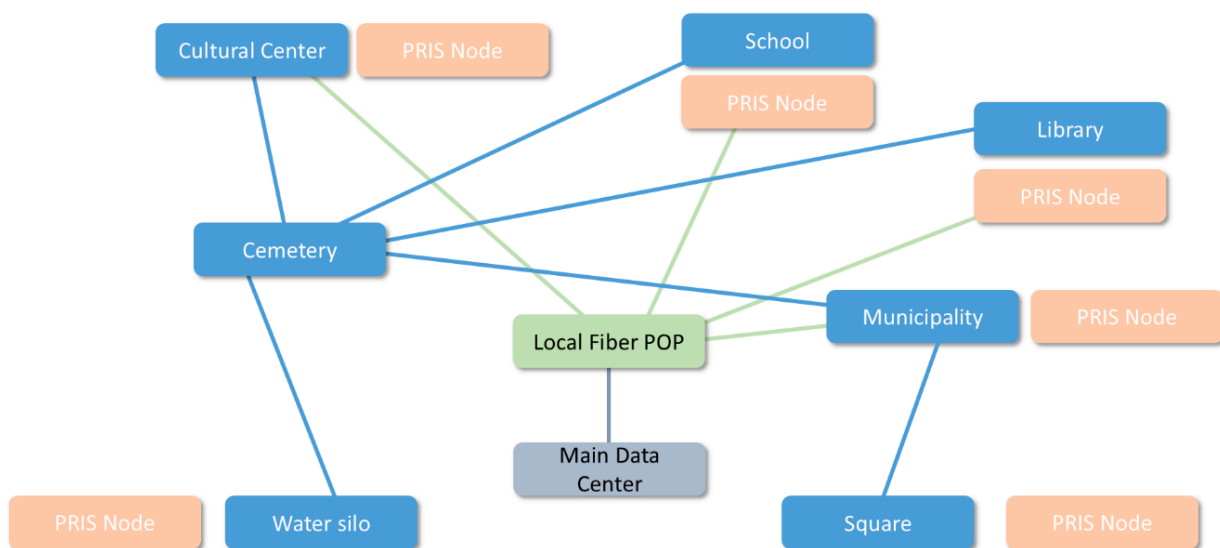 Cultural Center
PRIS Node
School
PRIS Node
Library
PRIS Node
Cemetery
Municipality
PRIS Node
Local Fiber POP
Main Data
Center
PRIS Node
Water silo
Square
PRIS Node